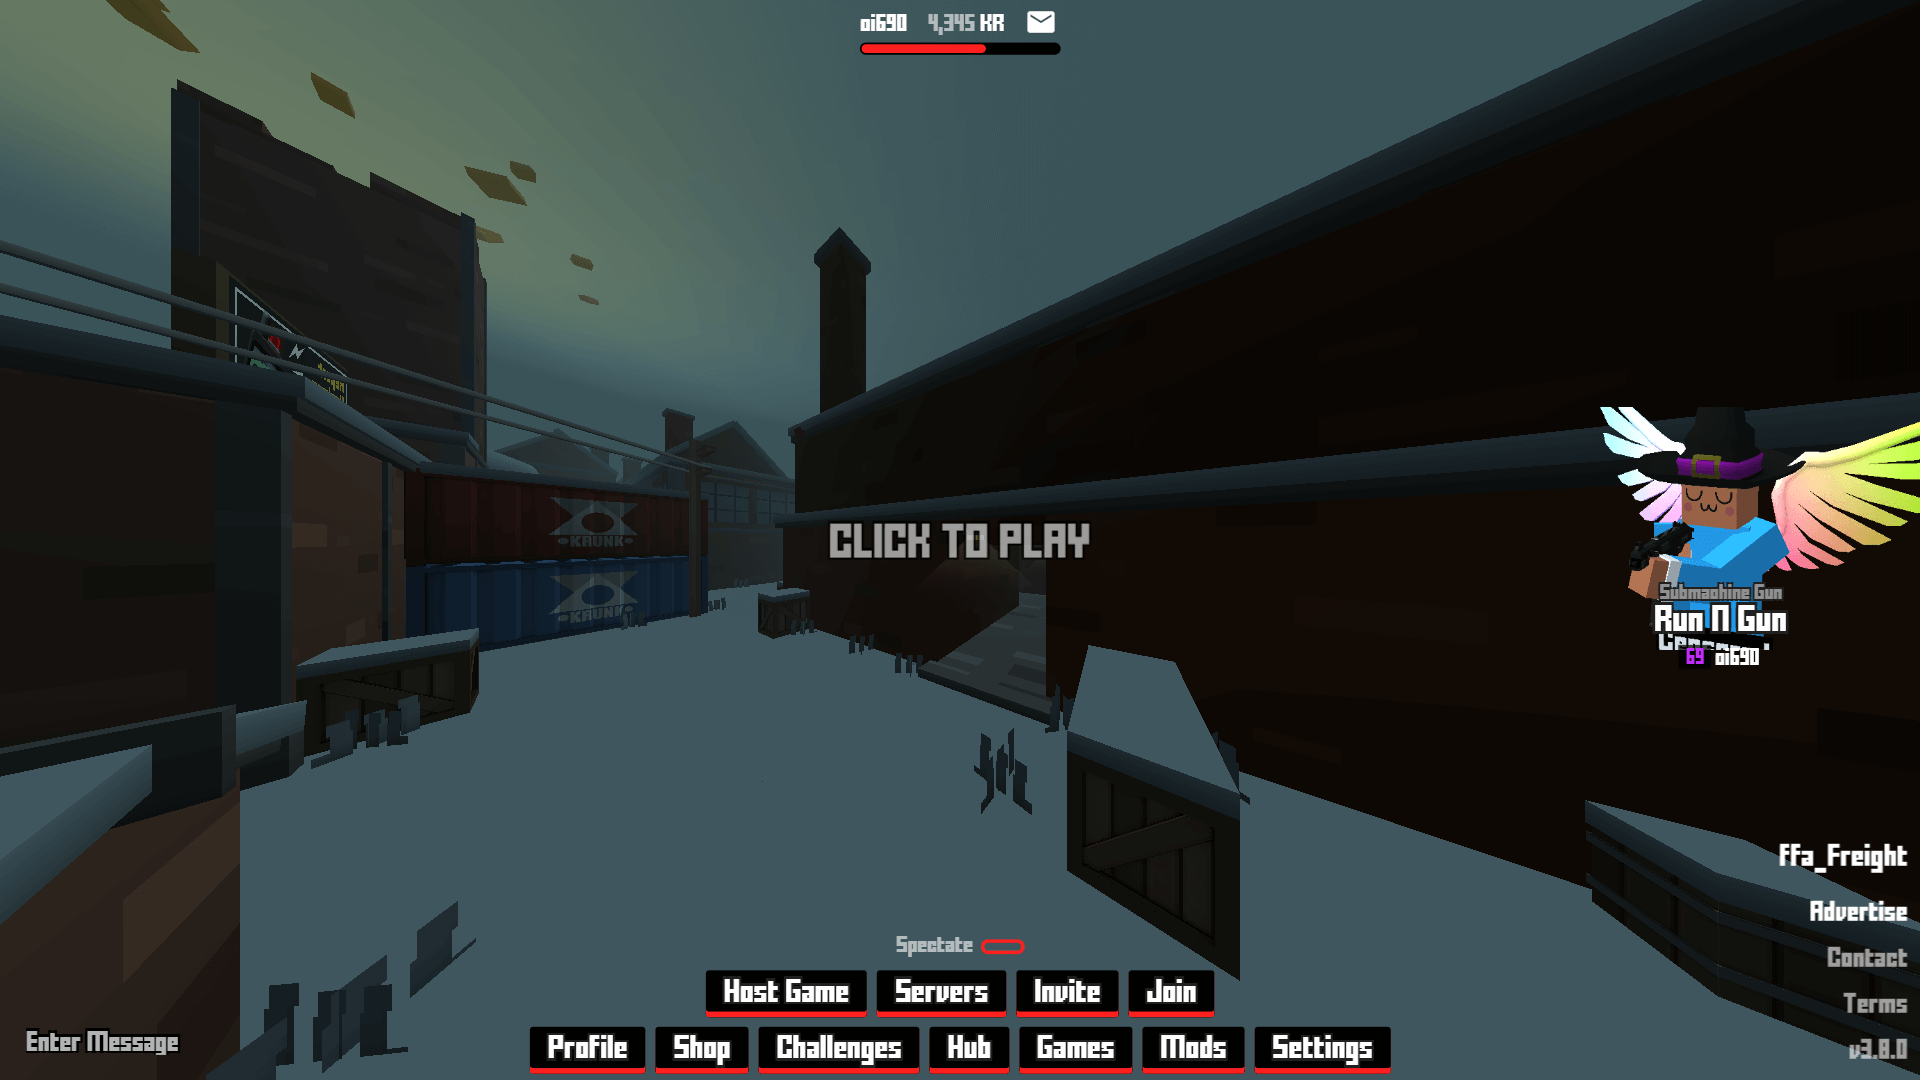 oi690 4,345 KR
KRUNK
KRUNK
CLICK TO PLAY
Submachine Gun
Run N Gun
69 oi690
ffa_Freight
Advertise
Contact
Terms
v3.8.0
Spectate
Host Game Servers Invite Join
Enter Message
Profile Shop Challenges Hub Games Mods Settings